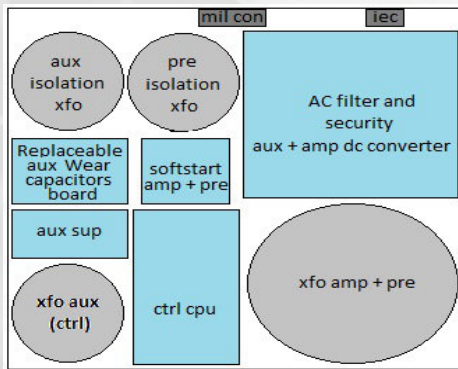 mil con
iec
aux
isolation
xfo
pre
isolation
xfo
AC filter and
security
aux + amp dc converter
Replaceable
aux Wear
capacitors
board
softstart
amp + pre
aux sup
xfo aux
(ctrl)
ctrl cpu
xfo amp + pre